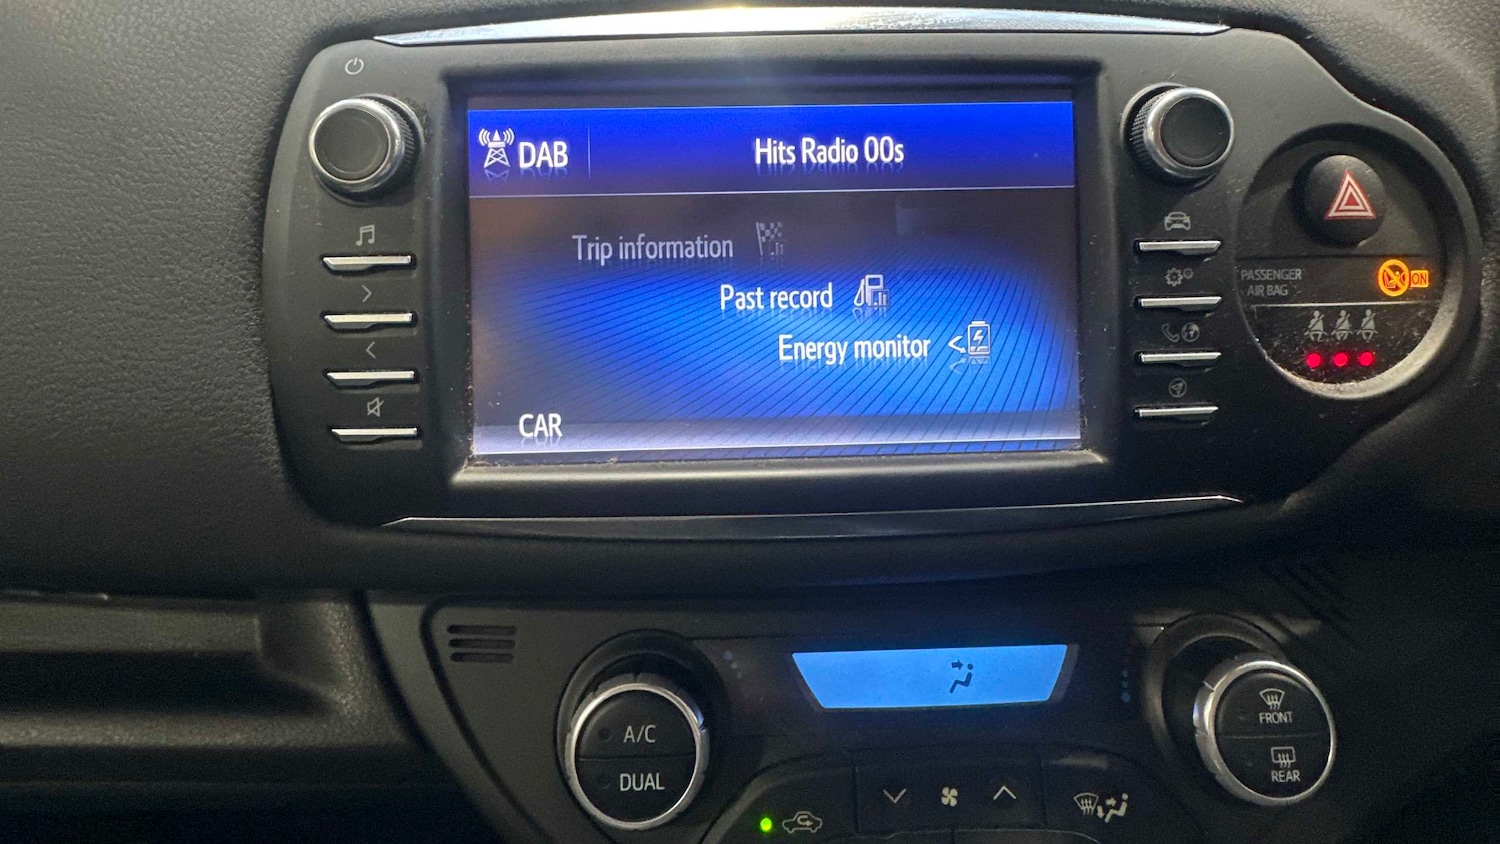 DAB
Hits Radio 00s
Trip information
Past record
Energy monitor
CAR
PASSENGER
AIR BAG
ON
A/C
DUAL
FRONT
REAR